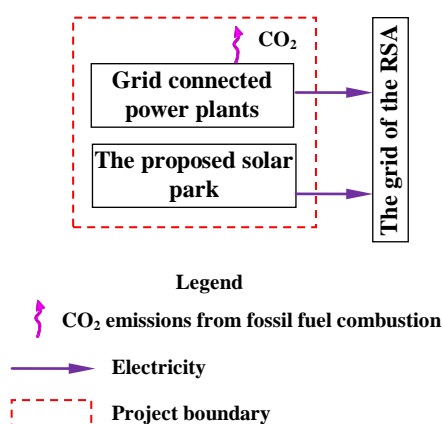 CO₂
Grid connected
power plants
The proposed solar
park
The grid of the RSA
Legend
CO₂ emissions from fossil fuel combustion
Electricity
Project boundary